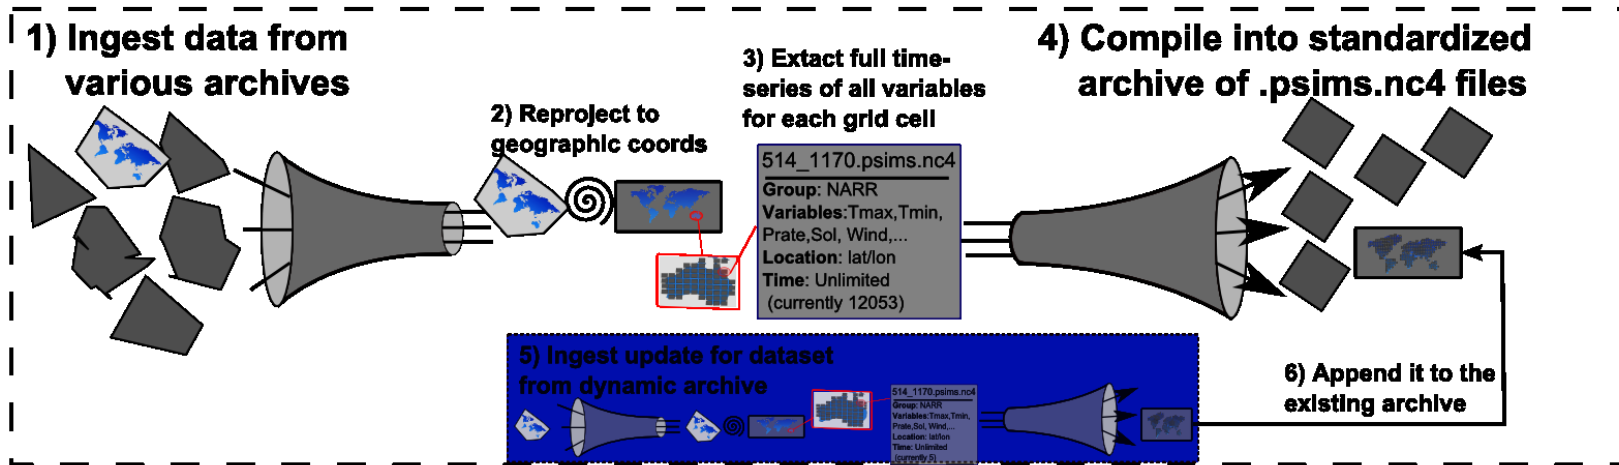 1) Ingest data from
various archives
2) Reproject to
geographic coords
3) Extact full time-
series of all variables
for each grid cell
514_1170.psims.nc4
Group: NARR
Variables:Tmax,Tmin,
Prate,Sol, Wind,...
Location: lat/lon
Time: Unlimited
(currently 12053)
4) Compile into standardized
archive of .psims.nc4 files
5) Ingest update for dataset
from dynamic archive
514_1170.psims.nc4
Group: NARR
Variables:Tmax,Tmin,
Prate,Sol, Wind,...
Location: lat/lon
Time: Unlimited
(currently 5)
6) Append it to the
existing archive